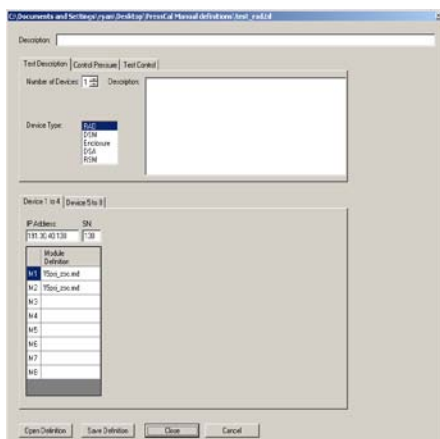 C:\Documents and Settings\ryan\Desktop\PressCal Manual definitions\test_rad.td
Description:
Test Description Control Pressure Test Control
Number of Devices: 1 Description:
Device Type:
RAD
DSM
Enclosure
DSA
RSM
Device 1 to 4 Device 5 to 8
IP Address: SN
191.30.40.138 138
Module Definition
M1 15psi_zoc.md
M2 15psi_zoc.md
M3
M4
M5
M6
M7
M8
Open Definition Save Definition Close Cancel